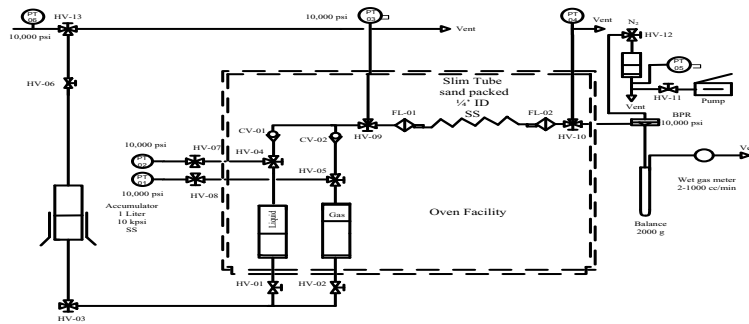 PT
06
HV-13
10,000 psi
10,000 psi
PT
03
Vent
PT
04
Vent
N₂
HV-12
PT
05
HV-11
Pump
Vent
BPR
10,000 psi
HV-06
Slim Tube
sand packed
¼' ID
SS
FL-01
FL-02
HV-09
HV-10
CV-01
CV-02
10,000 psi
PT
02
HV-07
HV-04
PT
01
HV-05
10,000 psi
HV-08
Accumulator
1 Liter
10 kpsi
SS
Liquid
Gas
Oven Facility
Wet gas meter
2-1000 cc/min
Balance
2000 g
HV-01
HV-02
HV-03